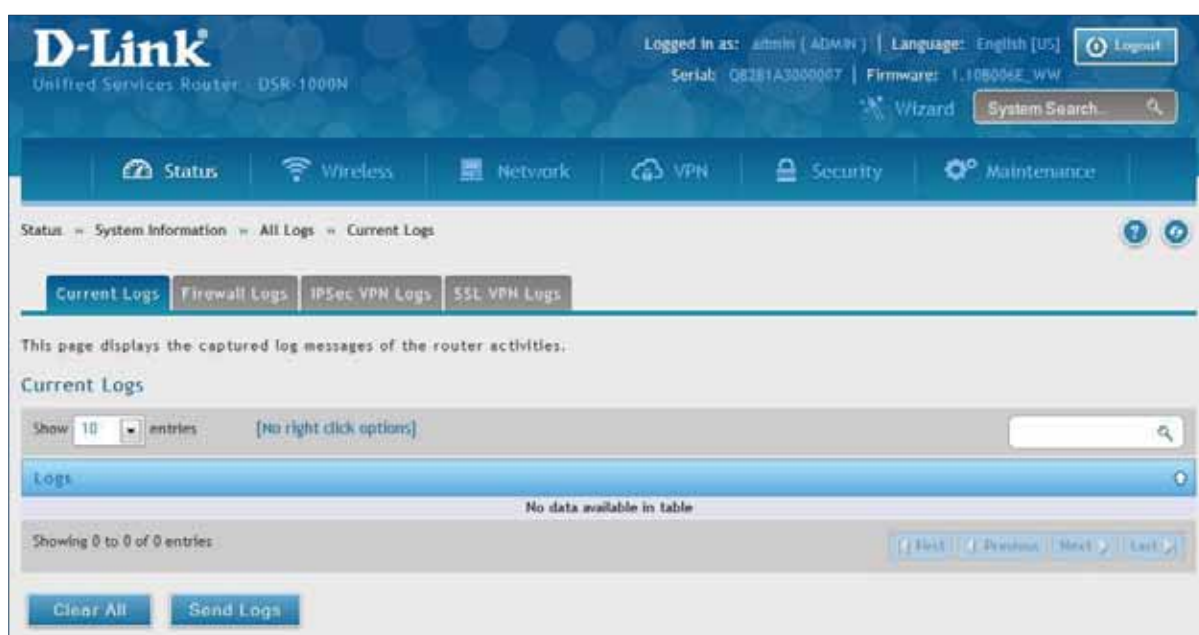 D-Link
Unified Services Router - DSR-1000N
Logged in as: admin ( ADMIN ) | Language: English [US]
Logout
Serial: QB281A3000007 | Firmware: 1.10B006E_WW
Wizard
System Search...
Status
Wireless
Network
VPN
Security
Maintenance
Status » System Information » All Logs » Current Logs
Current Logs
Firewall Logs
IPSec VPN Logs
SSL VPN Logs
This page displays the captured log messages of the router activities.
Current Logs
Show 10 entries
[No right click options]
Logs
No data available in table
Showing 0 to 0 of 0 entries
First
Previous
Next
Last
Clear All
Send Logs